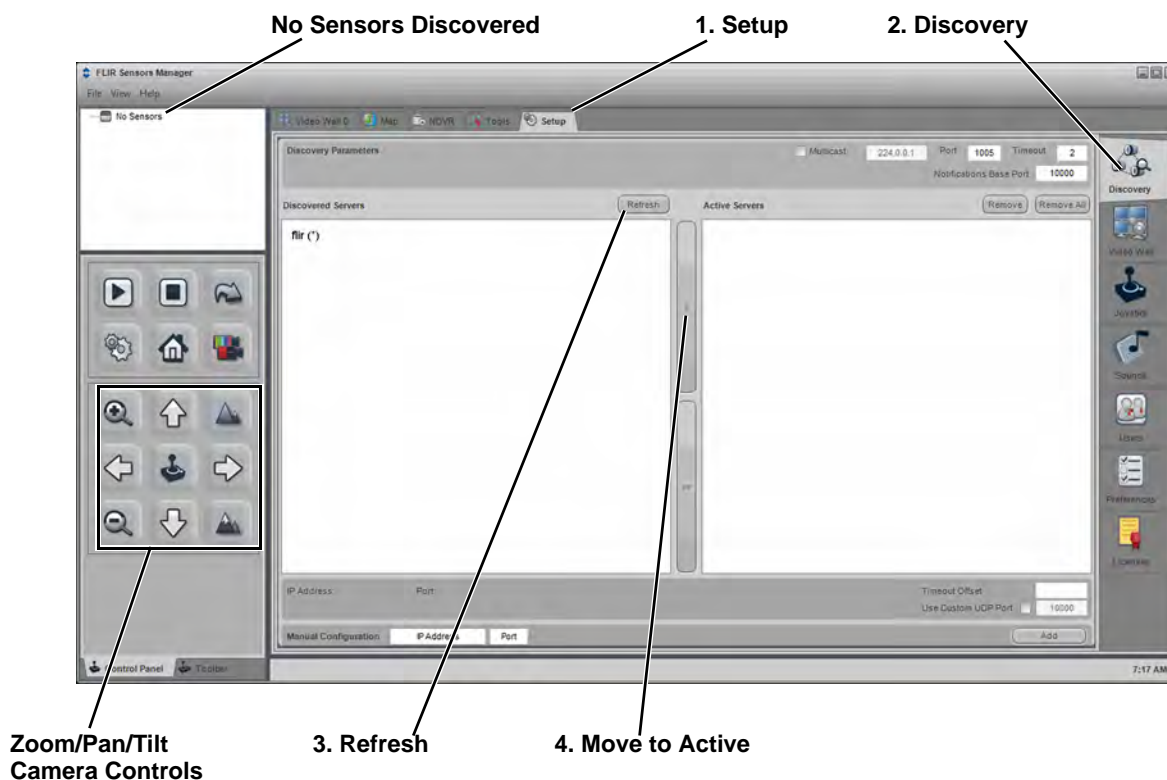 No Sensors Discovered
1. Setup
2. Discovery
FLIR Sensors Manager
File View Help
No Sensors
Video Wall 0 Map NDVR Tools Setup
Discovery Parameters
Multicast 224.0.0.1 Port 1005 Timeout 2
Notifications Base Port 10000
Discovery
Discovered Servers Refresh Active Servers Remove Remove All
flir (*)
Video Wall
Joystick
Sounds
Users
Preferences
Licenses
>>
IP Address Port Timeout Offset
Use Custom UDP Port 10000
Manual Configuration IP Address Port Add
Control Panel Toolbar
7:17 AM
Zoom/Pan/Tilt
Camera Controls
3. Refresh
4. Move to Active